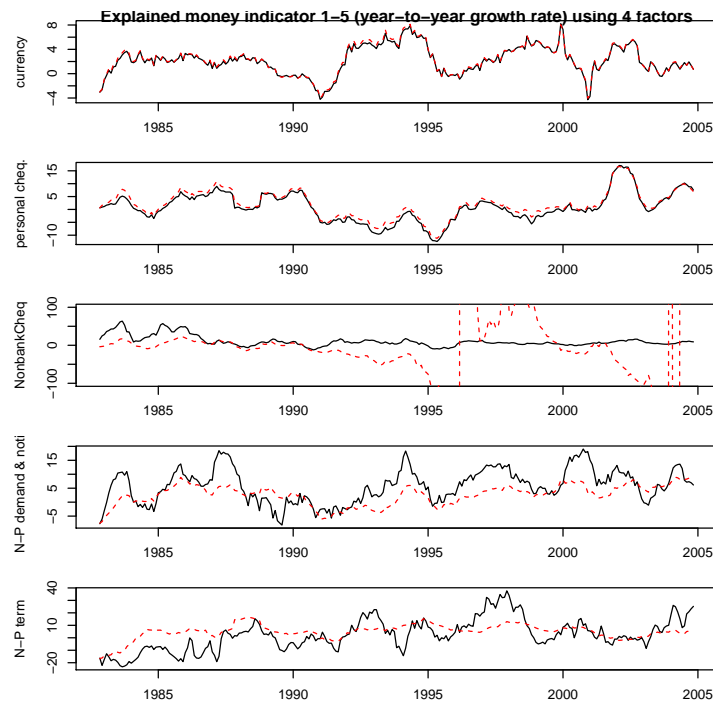 Explained money indicator 1−5 (year−to−year growth rate) using 4 factors
currency
8
4
0
−4
1985 1990 1995 2000 2005
personal cheq.
15
5
−10
1985 1990 1995 2000 2005
NonbankCheq
100
0
−100
1985 1990 1995 2000 2005
N−P demand & noti
15
5
−5
1985 1990 1995 2000 2005
N−P term
40
10
−20
1985 1990 1995 2000 2005